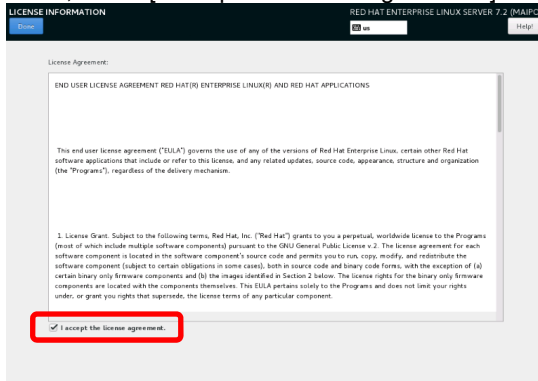 LICENSE INFORMATION
RED HAT ENTERPRISE LINUX SERVER 7.2 (MAIPO
Done
us
Help!
License Agreement:
END USER LICENSE AGREEMENT RED HAT(R) ENTERPRISE LINUX(R) AND RED HAT APPLICATIONS
This end user license agreement ("EULA") governs the use of any of the versions of Red Hat Enterprise Linux, certain other Red Hat
software applications that include or refer to this license, and any related updates, source code, appearance, structure and organization
(the "Programs"), regardless of the delivery mechanism.
1. License Grant. Subject to the following terms, Red Hat, Inc. ("Red Hat") grants to you a perpetual, worldwide license to the Programs
(most of which include multiple software components) pursuant to the GNU General Public License v.2. The license agreement for each
software component is located in the software component's source code and permits you to run, copy, modify, and redistribute the
software component (subject to certain obligations in some cases), both in source code and binary code forms, with the exception of (a)
certain binary only firmware components and (b) the images identified in Section 2 below. The license rights for the binary only firmware
components are located with the components themselves. This EULA pertains solely to the Programs and does not limit your rights
under, or grant you rights that supersede, the license terms of any particular component.
I accept the license agreement.